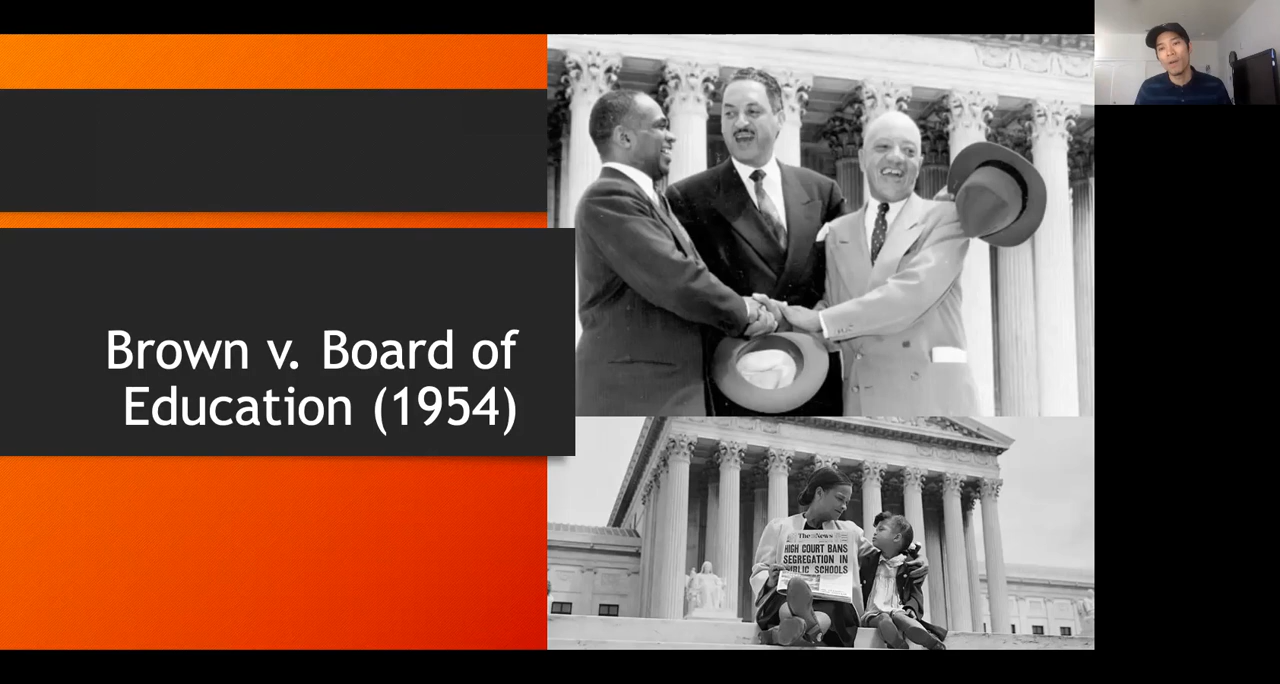 Brown v. Board of
Education (1954)
The News
HIGH COURT BANS
SEGREGATION IN
PUBLIC SCHOOLS